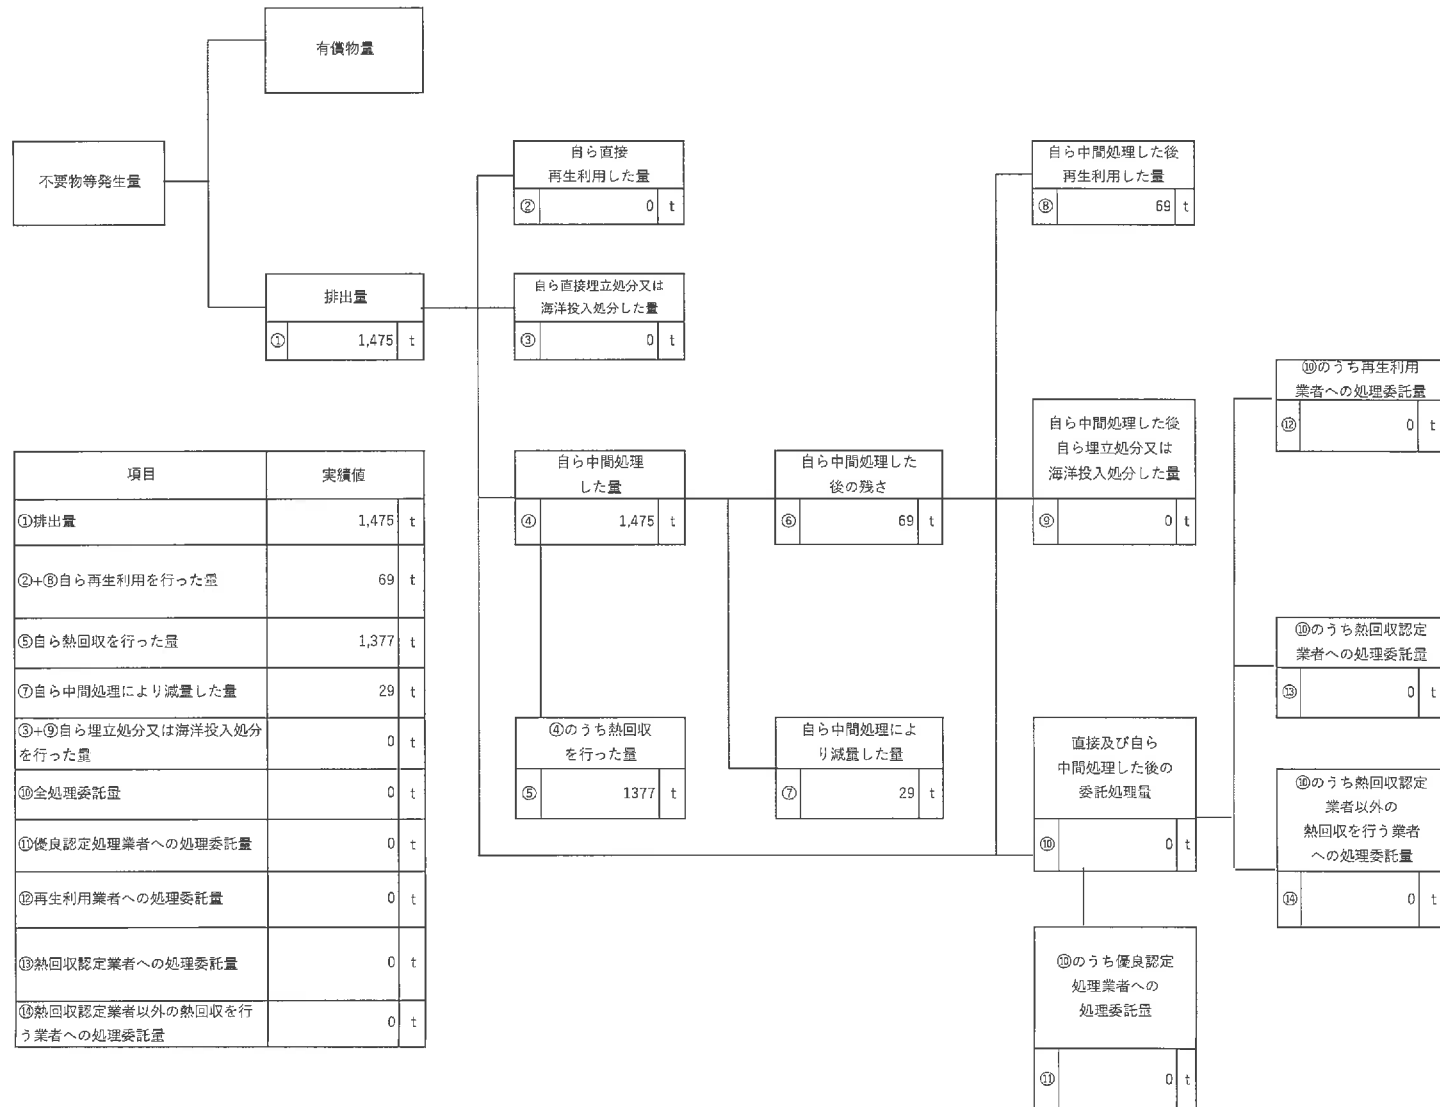 有償物量
不要物等発生量
排出量
① 1,475 t
自ら直接
再生利用した量
② 0 t
自ら直接埋立処分又は
海洋投入処分した量
③ 0 t
自ら中間処理
した量
④ 1,475 t
④のうち熱回収
を行った量
⑤ 1377 t
自ら中間処理した
後の残さ
⑥ 69 t
自ら中間処理によ
り減量した量
⑦ 29 t
自ら中間処理した後
再生利用した量
⑧ 69 t
自ら中間処理した後
自ら埋立処分又は
海洋投入処分した量
⑨ 0 t
直接及び自ら
中間処理した後の
委託処理量
⑩ 0 t
⑩のうち優良認定
処理業者への
処理委託量
⑪ 0 t
⑩のうち再生利用
業者への処理委託量
⑫ 0 t
⑩のうち熱回収認定
業者への処理委託量
⑬ 0 t
⑩のうち熱回収認定
業者以外の
熱回収を行う業者
への処理委託量
⑭ 0 t
項目 実績値
①排出量 1,475 t
②+⑧自ら再生利用を行った量 69 t
⑤自ら熱回収を行った量 1,377 t
⑦自ら中間処理により減量した量 29 t
③+⑨自ら埋立処分又は海洋投入処分
を行った量 0 t
⑩全処理委託量 0 t
⑪優良認定処理業者への処理委託量 0 t
⑫再生利用業者への処理委託量 0 t
⑬熱回収認定業者への処理委託量 0 t
⑭熱回収認定業者以外の熱回収を行
う業者への処理委託量 0 t